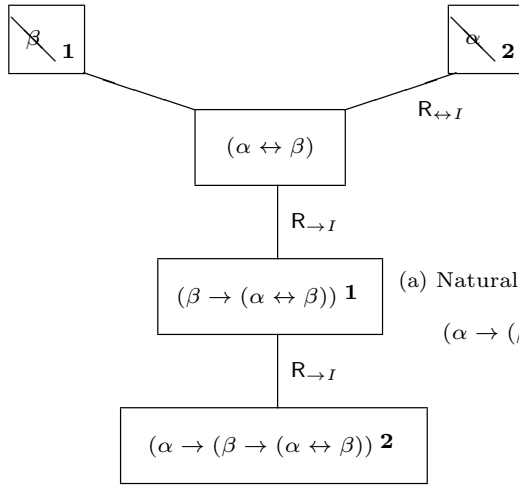 β 1
α 2
R↔I
(α ↔ β)
R→I
(β → (α ↔ β)) 1
(a) Natural
(α → (
R→I
(α → (β → (α ↔ β)) 2